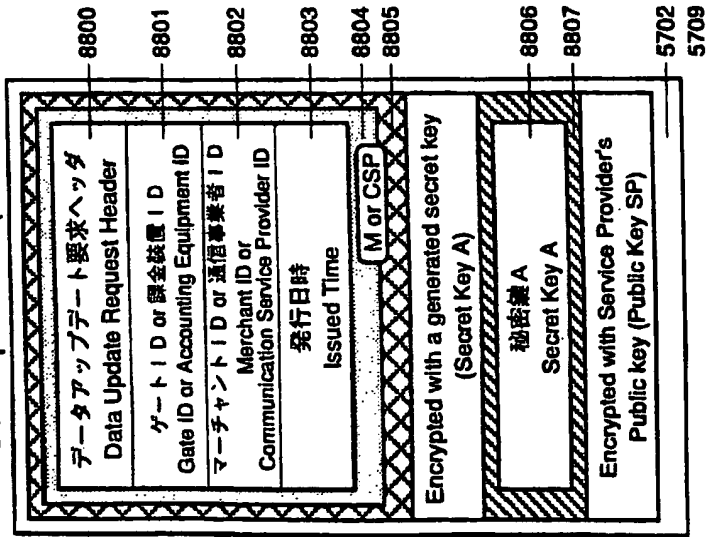 データアップデート要求ヘッダ
Data Update Request Header
8800
ゲートID or 課金装置ID
Gate ID or Accounting Equipment ID
8801
マーチャントID or 通信事業者ID
Merchant ID or
Communication Service Provider ID
8802
発行日時
Issued Time
8803
M or CSP
8804
8805
Encrypted with a generated secret key
(Secret Key A)
秘密鍵A
Secret Key A
8806
8807
Encrypted with Service Provider's
Public key (Public Key SP)
5702
5709